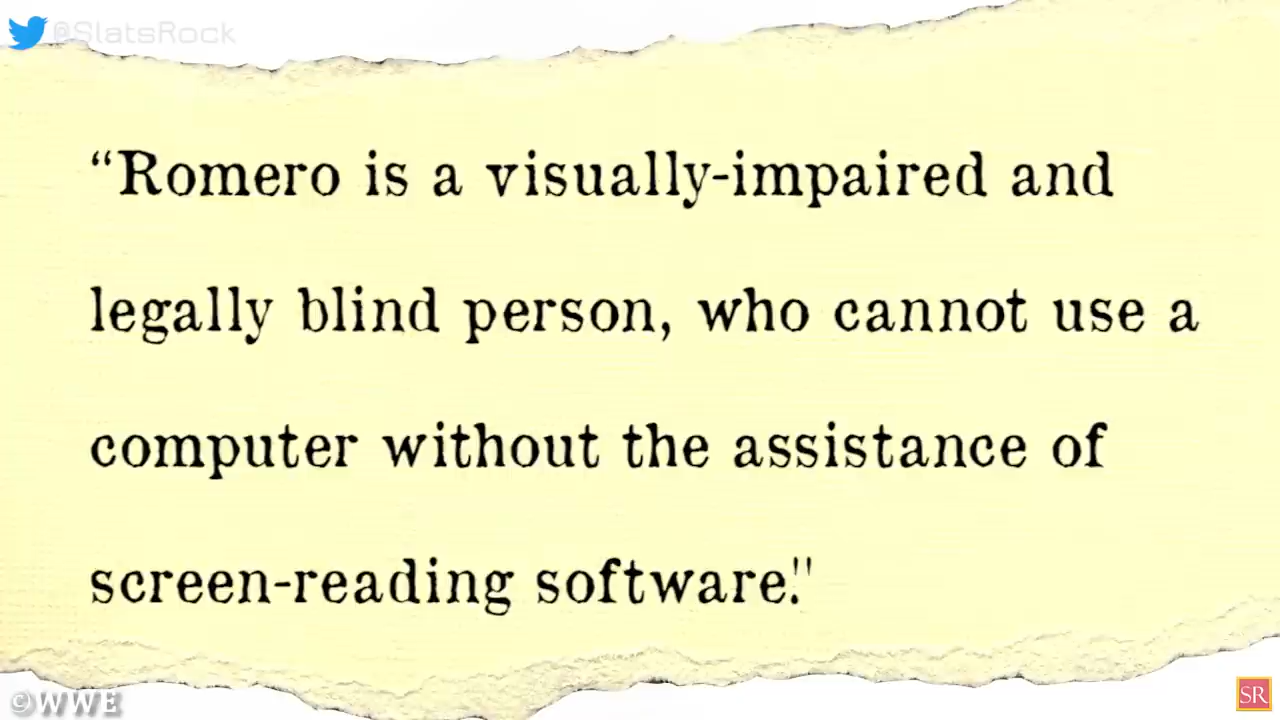 @SlatsRock
“Romero is a visually-impaired and
legally blind person, who cannot use a
computer without the assistance of
screen-reading software."
©WWE
SR